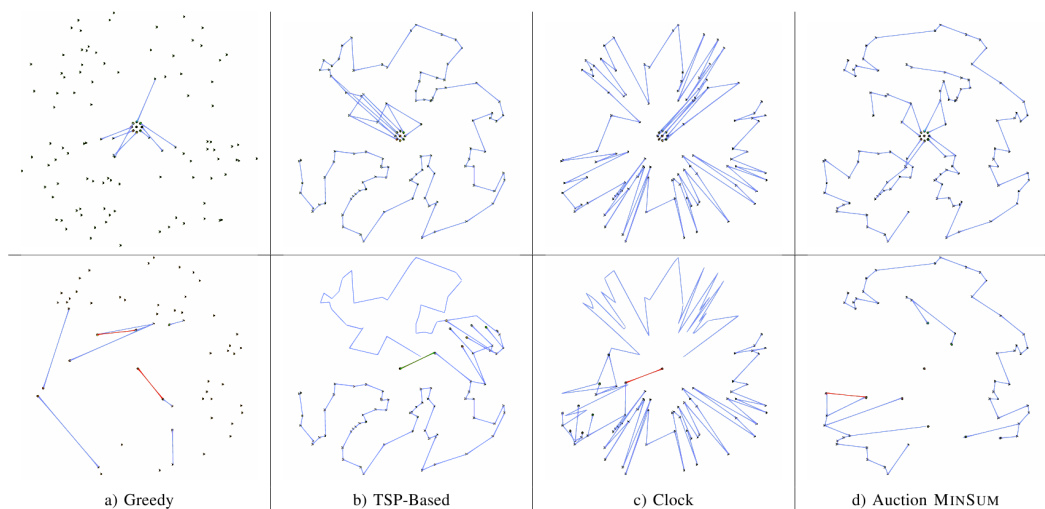 a) Greedy
b) TSP-Based
c) Clock
d) Auction MINSUM